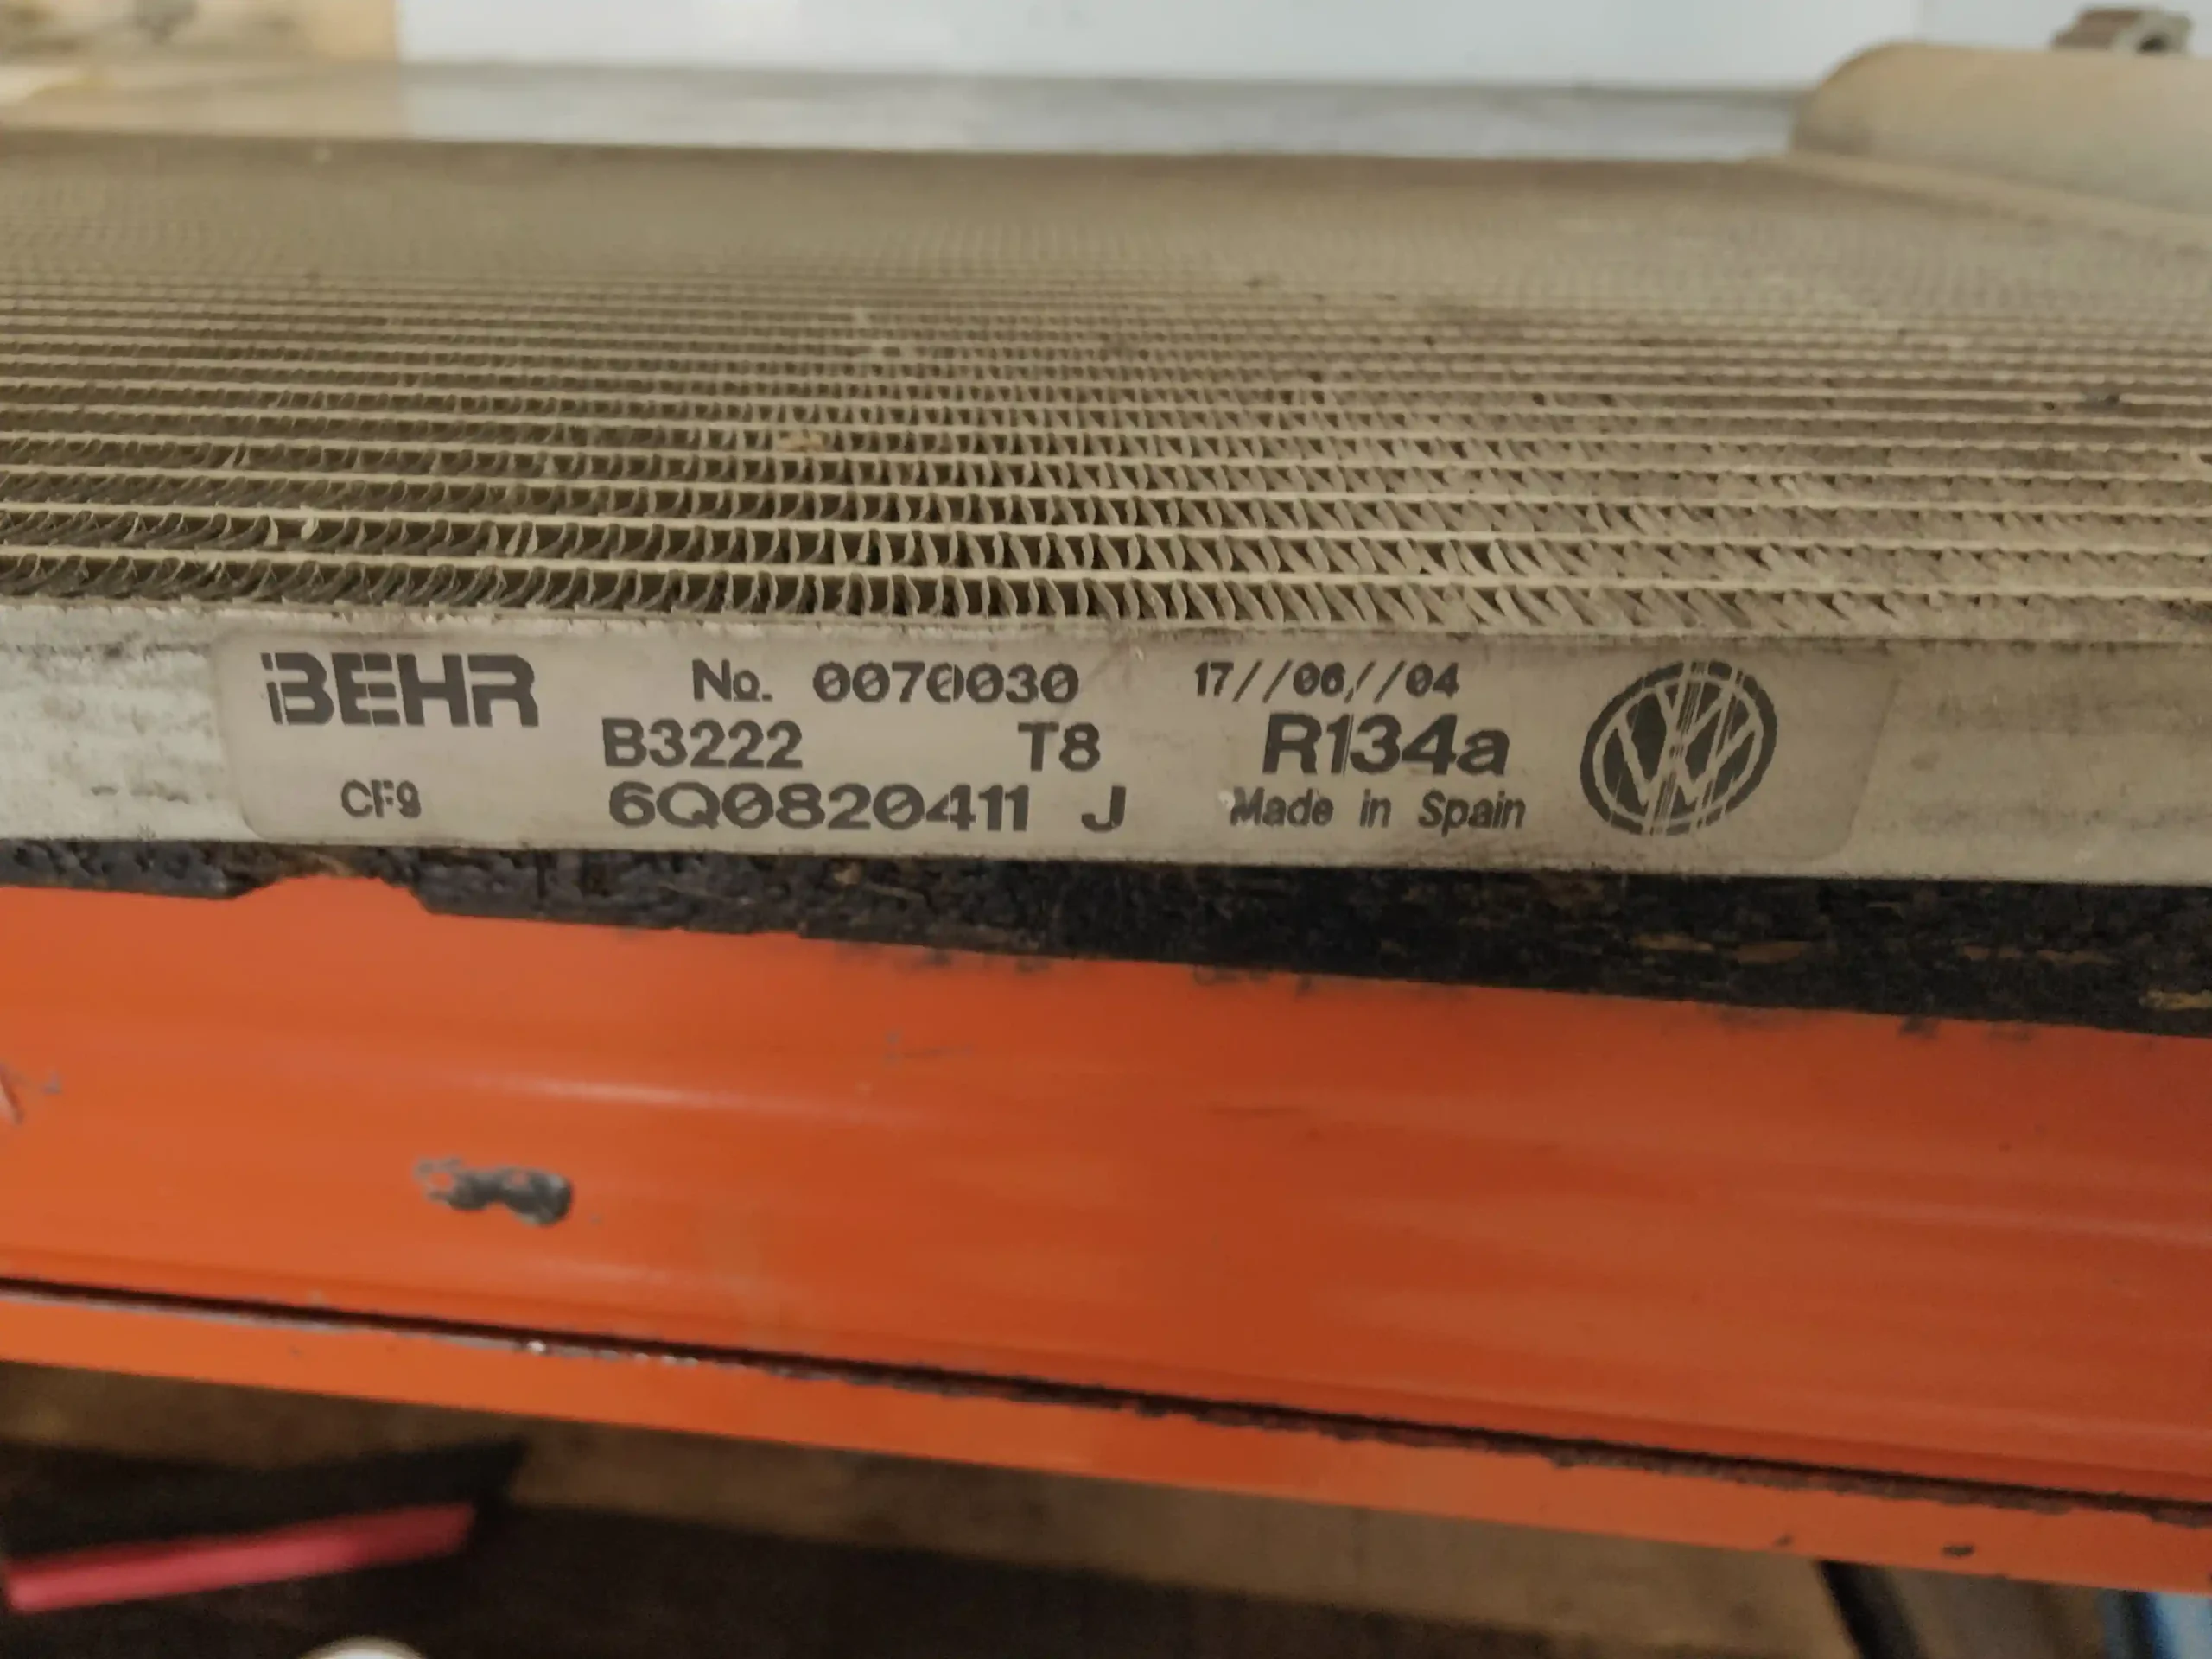 BEHR No. 0070030 17//06//04
B3222 T8 R134a
CF9 6Q0820411 J Made in Spain